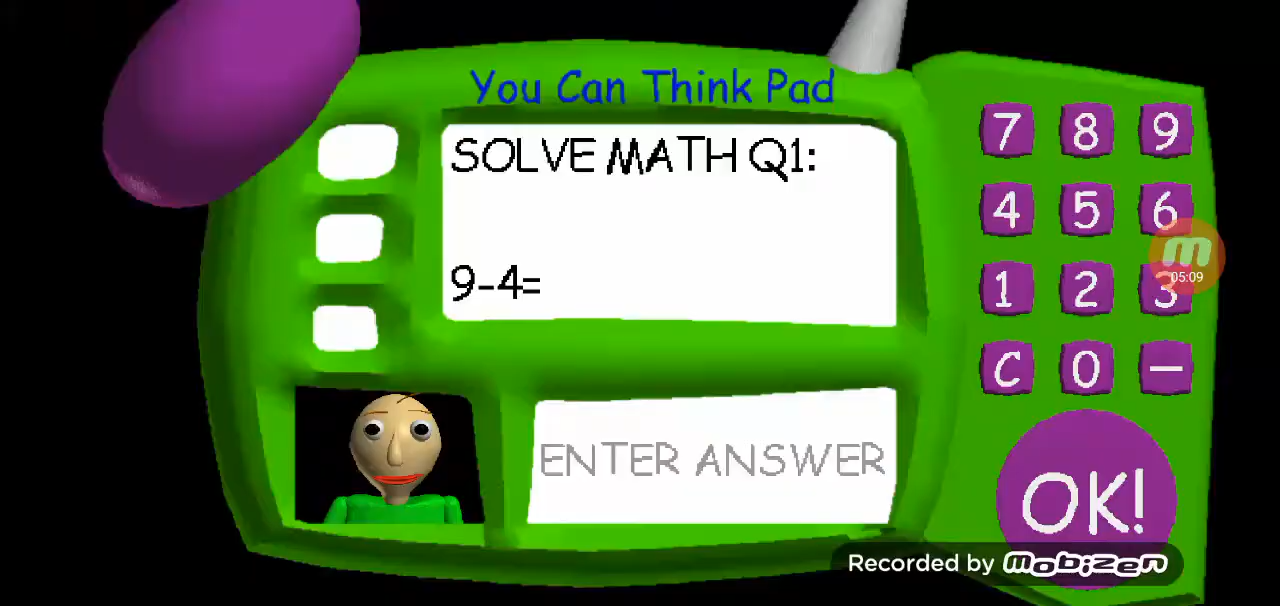 You Can Think Pad
SOLVE MATH Q1:
9-4=
ENTER ANSWER
7 8 9
4 5 6
1 2 3
C 0 —
OK!
m
05:09
Recorded by mobizen